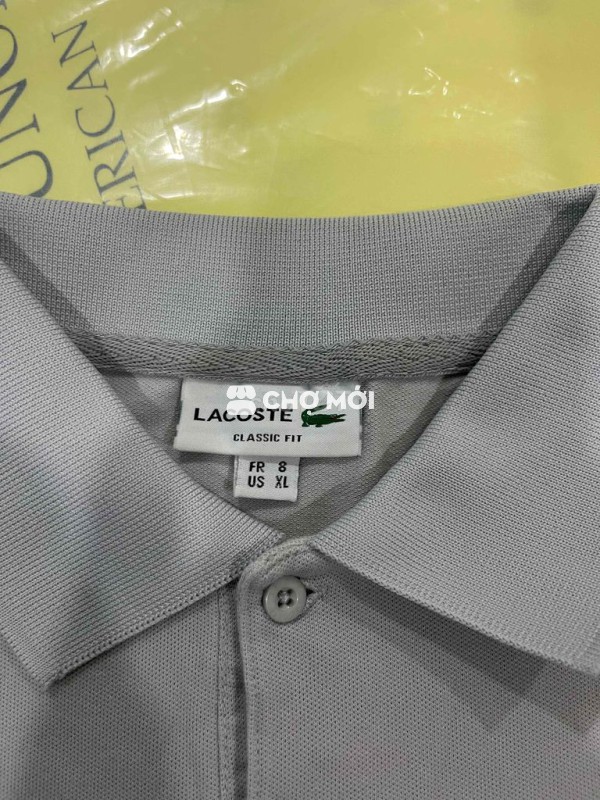 ERICAN
CHỢ MỚI
LACOSTE
CLASSIC FIT
FR 8
US XL